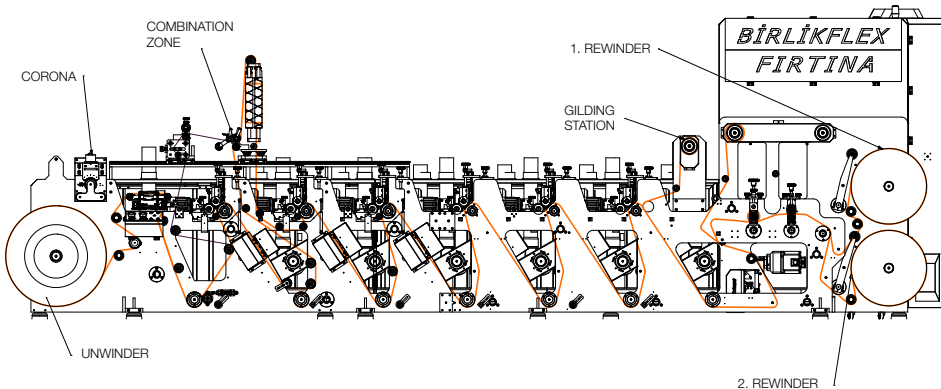 COMBINATION
ZONE
CORONA
1. REWINDER
BİRLİKFLEX
FIRTINA
GILDING
STATION
UNWINDER
2. REWINDER